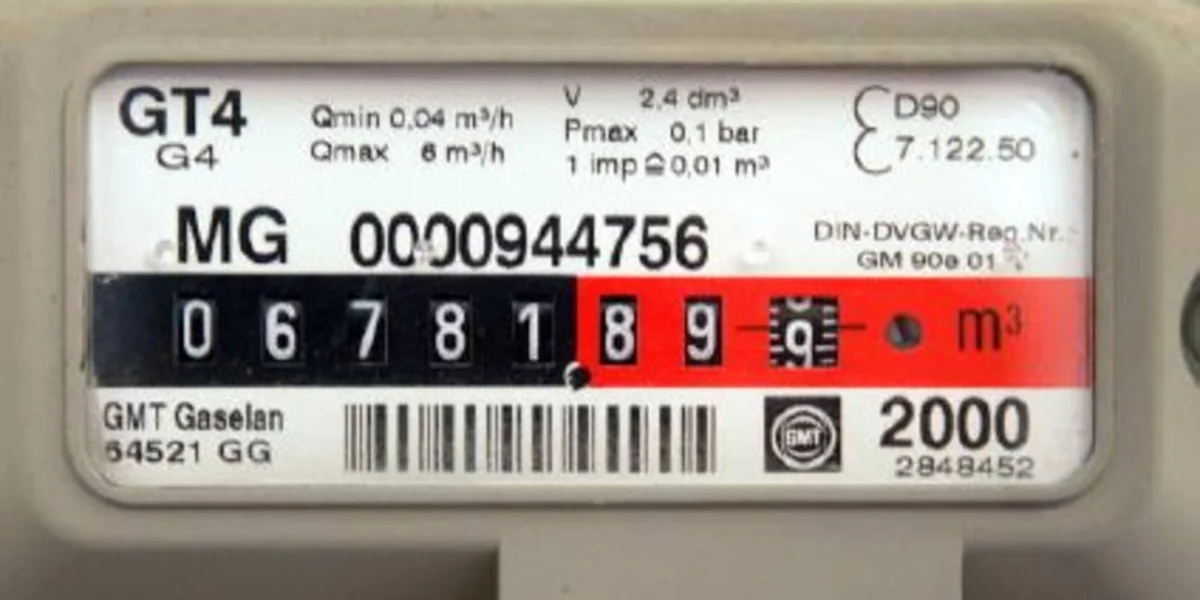 GT4
G4
Qmin 0,04 m³/h
Qmax 6 m³/h
V 2,4 dm³
Pmax 0,1 bar
1 imp ≙ 0,01 m³
D90
7.122.50
MG 0000944756
DIN-DVGW-Reg.Nr.
GM 90e 01
0 6 7 8 1 8 9 9 m³
GMT Gaselan
64521 GG
GMT
2000
2848452